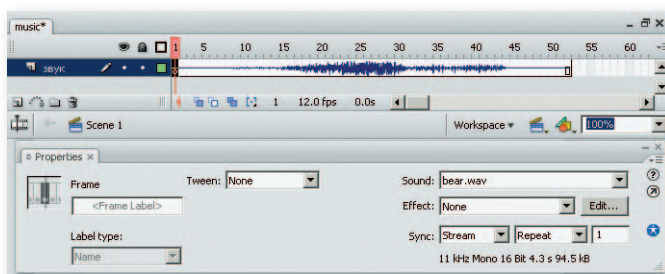 music*
1 5 10 15 20 25 30 35 40 45 50 55 60
звук
1 12.0 fps 0.0s
Scene 1 Workspace 100%
Properties ×
Frame Tween: None Sound: bear.wav
<Frame Label> Effect: None Edit...
Label type: Sync: Stream Repeat 1
Name 11 kHz Mono 16 Bit 4.3 s 94.5 kB